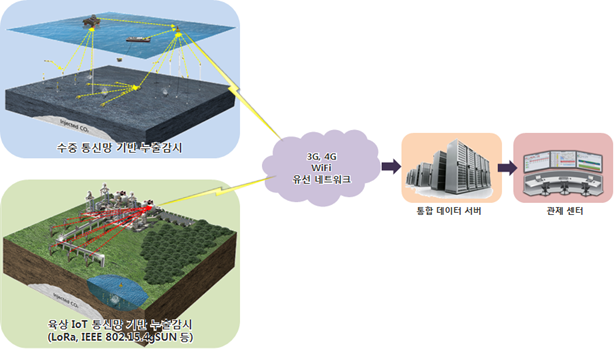 Injected CO₂
수중 통신망 기반 누출감시
3G, 4G
WiFi
유선 네트워크
통합 데이터 서버
관제 센터
Injected CO₂
육상 IoT 통신망 기반 누출감시
(LoRa, IEEE 802.15.4, SUN 등)